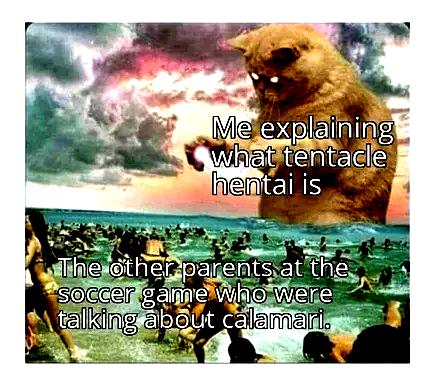 Me explaining
what tentacle
hentai is
The other parents at the
soccer game who were
talking about calamari.